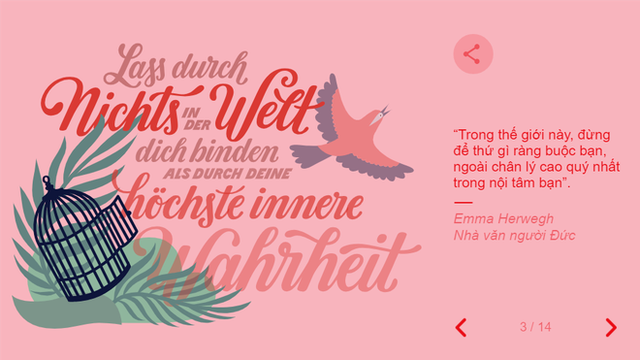 Lass durch
Nichts IN DER Welt
dich binden
ALS DURCH DEINE
höchste innere
Wahrheit
“Trong thế giới này, đừng
để thứ gì ràng buộc bạn,
ngoài chân lý cao quý nhất
trong nội tâm bạn”.
Emma Herwegh
Nhà văn người Đức
3 / 14